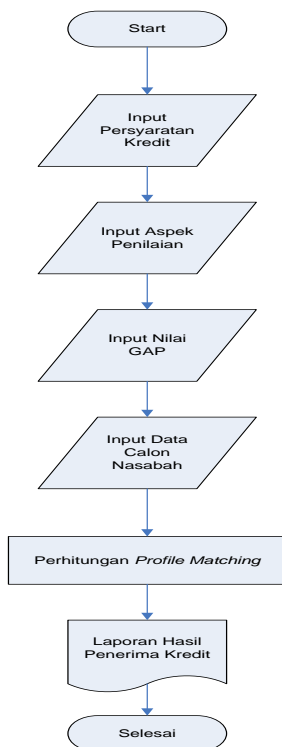 Start
Input
Persyaratan
Kredit
Input Aspek
Penilaian
Input Nilai
GAP
Input Data
Calon
Nasabah
Perhitungan Profile Matching
Laporan Hasil
Penerima Kredit
Selesai